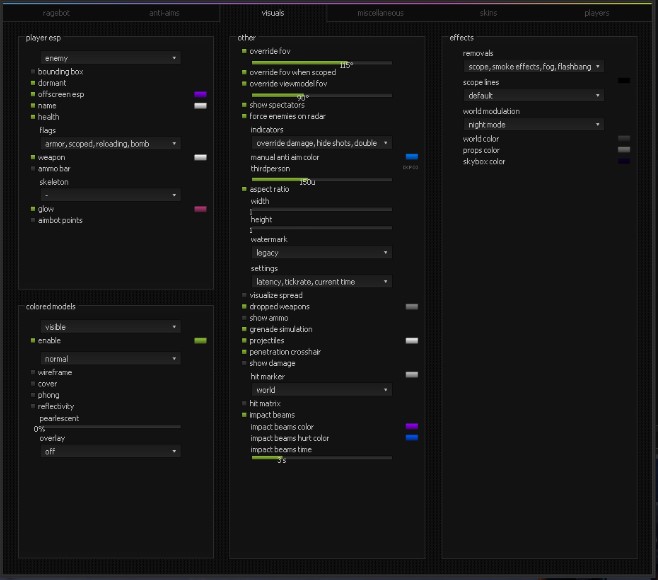 ragebot
anti-aims
visuals
miscellaneous
skins
players
player esp
enemy
bounding box
dormant
offscreen esp
name
health
flags
armor, scoped, reloading, bomb
weapon
ammo bar
skeleton
-
glow
aimbot points
colored models
visible
enable
normal
wireframe
cover
phong
reflectivity
pearlescent
0%
overlay
off
other
override fov
115°
override fov when scoped
override viewmodel fov
90°
show spectators
force enemies on radar
indicators
override damage, hide shots, double
manual anti aim color
thirdperson
150u
aspect ratio
width
1
height
1
watermark
legacy
settings
latency, tickrate, current time
visualize spread
dropped weapons
show ammo
grenade simulation
projectiles
penetration crosshair
show damage
hit marker
world
hit matrix
impact beams
impact beams color
impact beams hurt color
impact beams time
3s
effects
removals
scope, smoke effects, fog, flashbang
scope lines
default
world modulation
night mode
world color
props color
skybox color